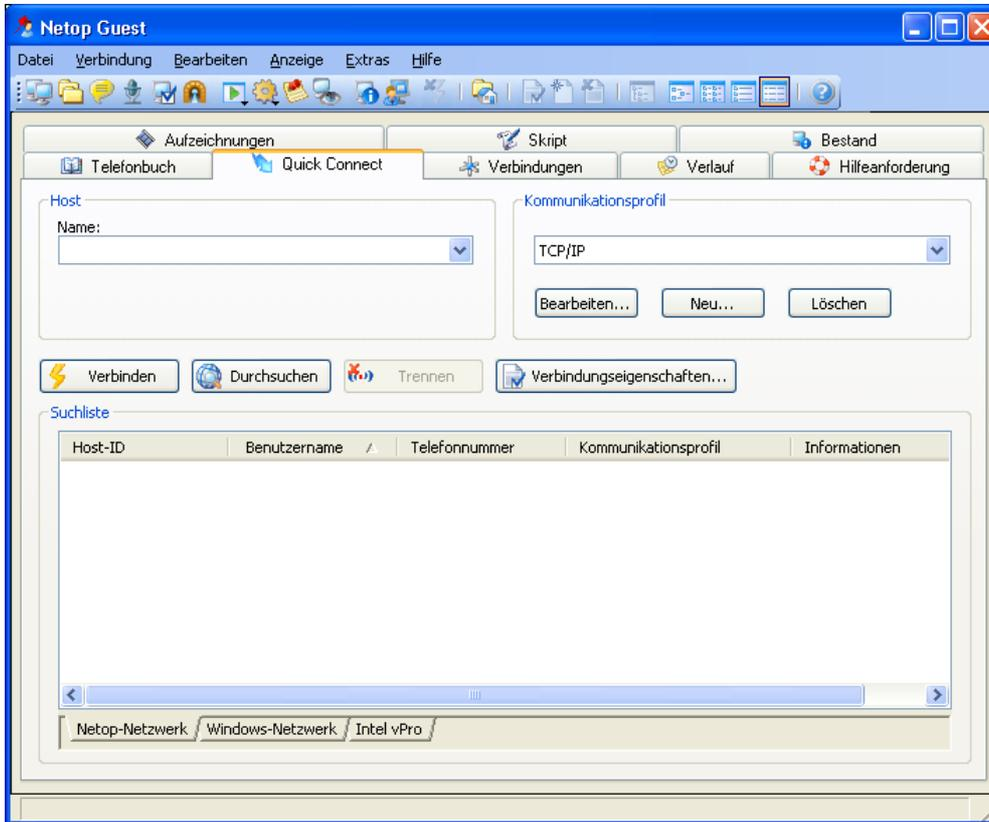 Netop Guest
Datei Verbindung Bearbeiten Anzeige Extras Hilfe
Aufzeichnungen Skript Bestand
Telefonbuch Quick Connect Verbindungen Verlauf Hilfeanforderung
Host Kommunikationsprofil
Name:
TCP/IP
Bearbeiten... Neu... Löschen
Verbinden Durchsuchen Trennen Verbindungseigenschaften...
Suchliste
Host-ID Benutzername Telefonnummer Kommunikationsprofil Informationen
Netop-Netzwerk Windows-Netzwerk Intel vPro